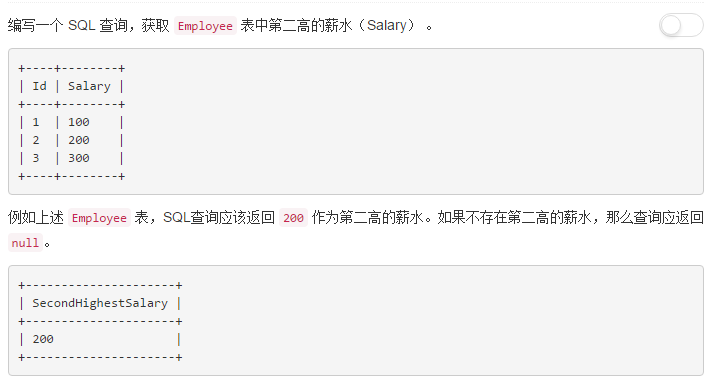 编写一个 SQL 查询，获取 Employee 表中第二高的薪水（Salary） 。
+----+--------+
| Id | Salary |
+----+--------+
| 1  | 100    |
| 2  | 200    |
| 3  | 300    |
+----+--------+
例如上述 Employee 表，SQL查询应该返回 200 作为第二高的薪水。如果不存在第二高的薪水，那么查询应返回
null。
+---------------------+
| SecondHighestSalary |
+---------------------+
| 200                 |
+---------------------+